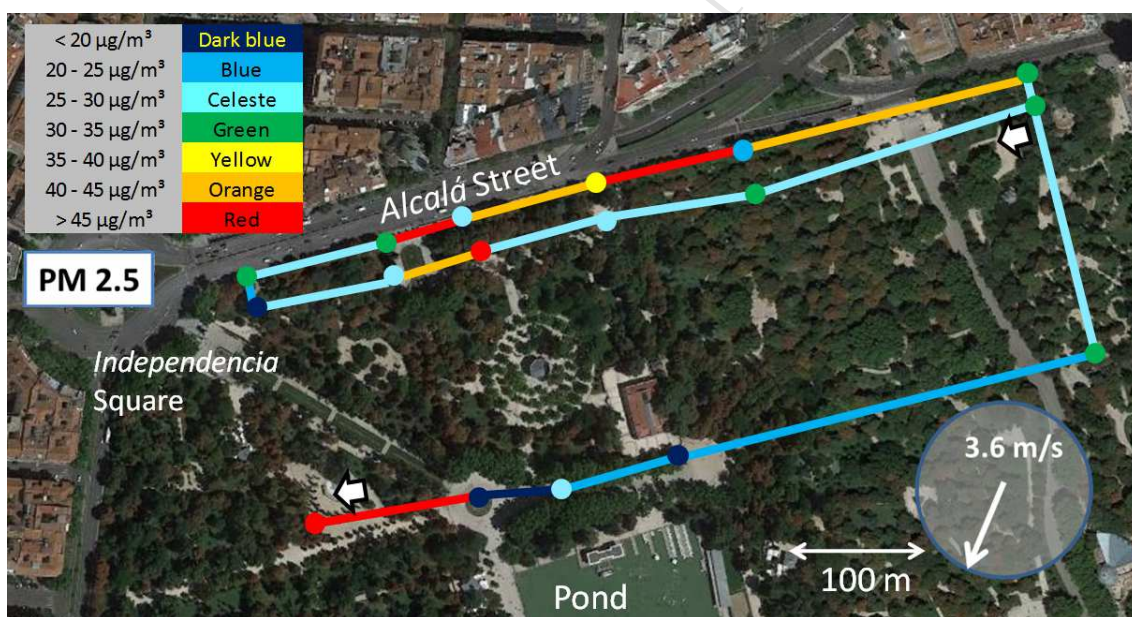 < 20 µg/m³ Dark blue
20 - 25 µg/m³ Blue
25 - 30 µg/m³ Celeste
30 - 35 µg/m³ Green
35 - 40 µg/m³ Yellow
40 - 45 µg/m³ Orange
> 45 µg/m³ Red
Alcalá Street
PM 2.5
Independencia
Square
3.6 m/s
100 m
Pond